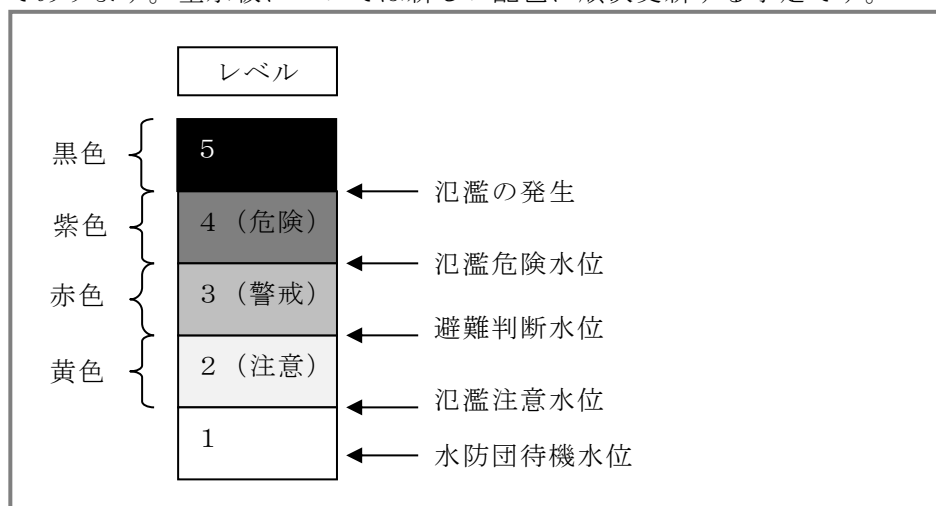 レベル
黒色
5
氾濫の発生
紫色
4（危険）
氾濫危険水位
赤色
3（警戒）
避難判断水位
黄色
2（注意）
氾濫注意水位
1
水防団待機水位